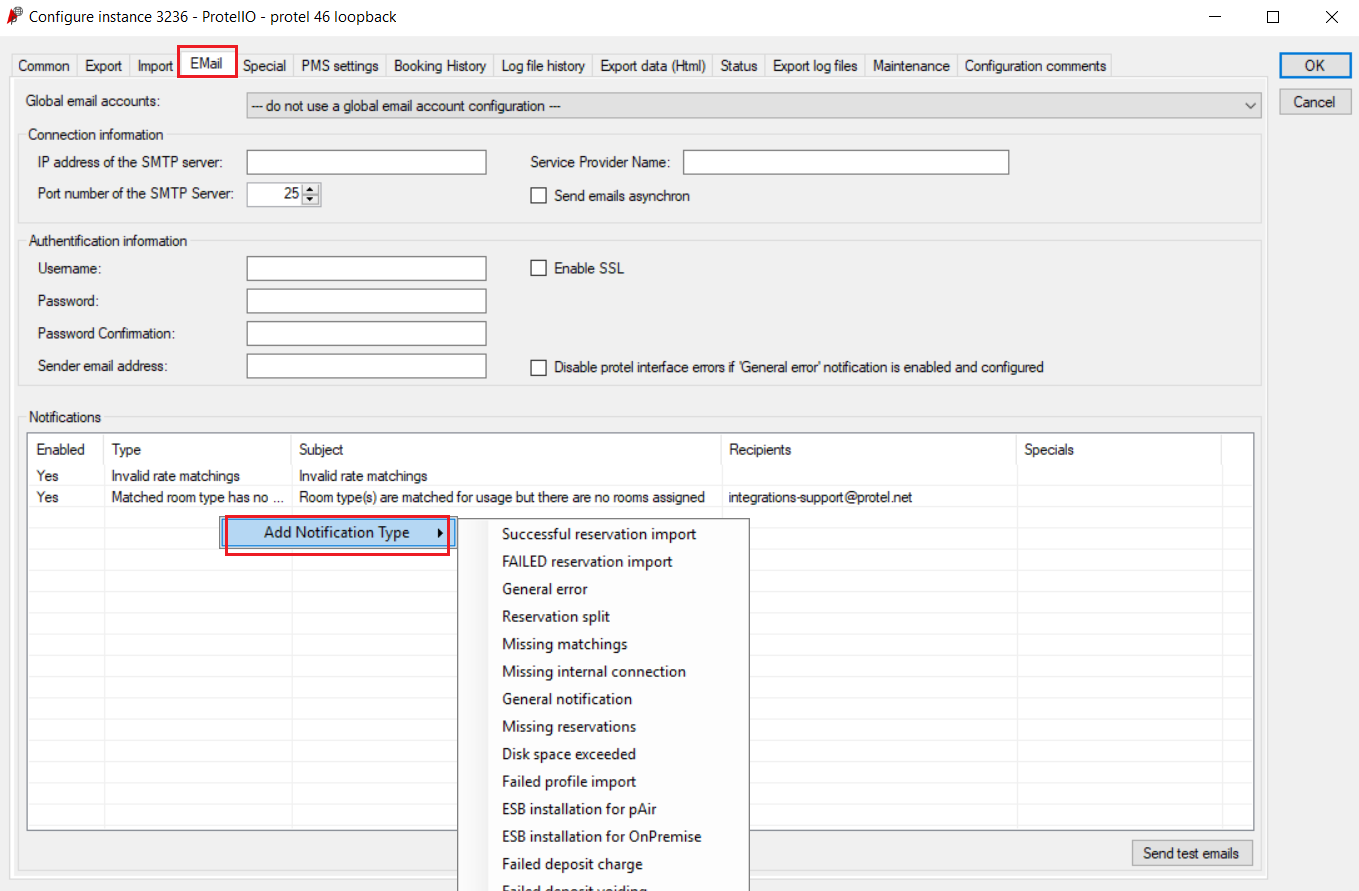 Configure instance 3236 - ProtelIO - protel 46 loopback
Common Export Import EMail Special PMS settings Booking History Log file history Export data (Html) Status Export log files Maintenance Configuration comments
OK
Cancel
Global email accounts:
--- do not use a global email account configuration ---
Connection information
IP address of the SMTP server:
Service Provider Name:
Port number of the SMTP Server:
25
Send emails asynchron
Authentification information
Username:
Enable SSL
Password:
Password Confirmation:
Sender email address:
Disable protel interface errors if 'General error' notification is enabled and configured
Notifications
Enabled Type Subject Recipients Specials
Yes Invalid rate matchings Invalid rate matchings
Yes Matched room type has no ... Room type(s) are matched for usage but there are no rooms assigned integrations-support@protel.net
Add Notification Type
Successful reservation import
FAILED reservation import
General error
Reservation split
Missing matchings
Missing internal connection
General notification
Missing reservations
Disk space exceeded
Failed profile import
ESB installation for pAir
ESB installation for OnPremise
Failed deposit charge
Failed deposit voiding
Send test emails